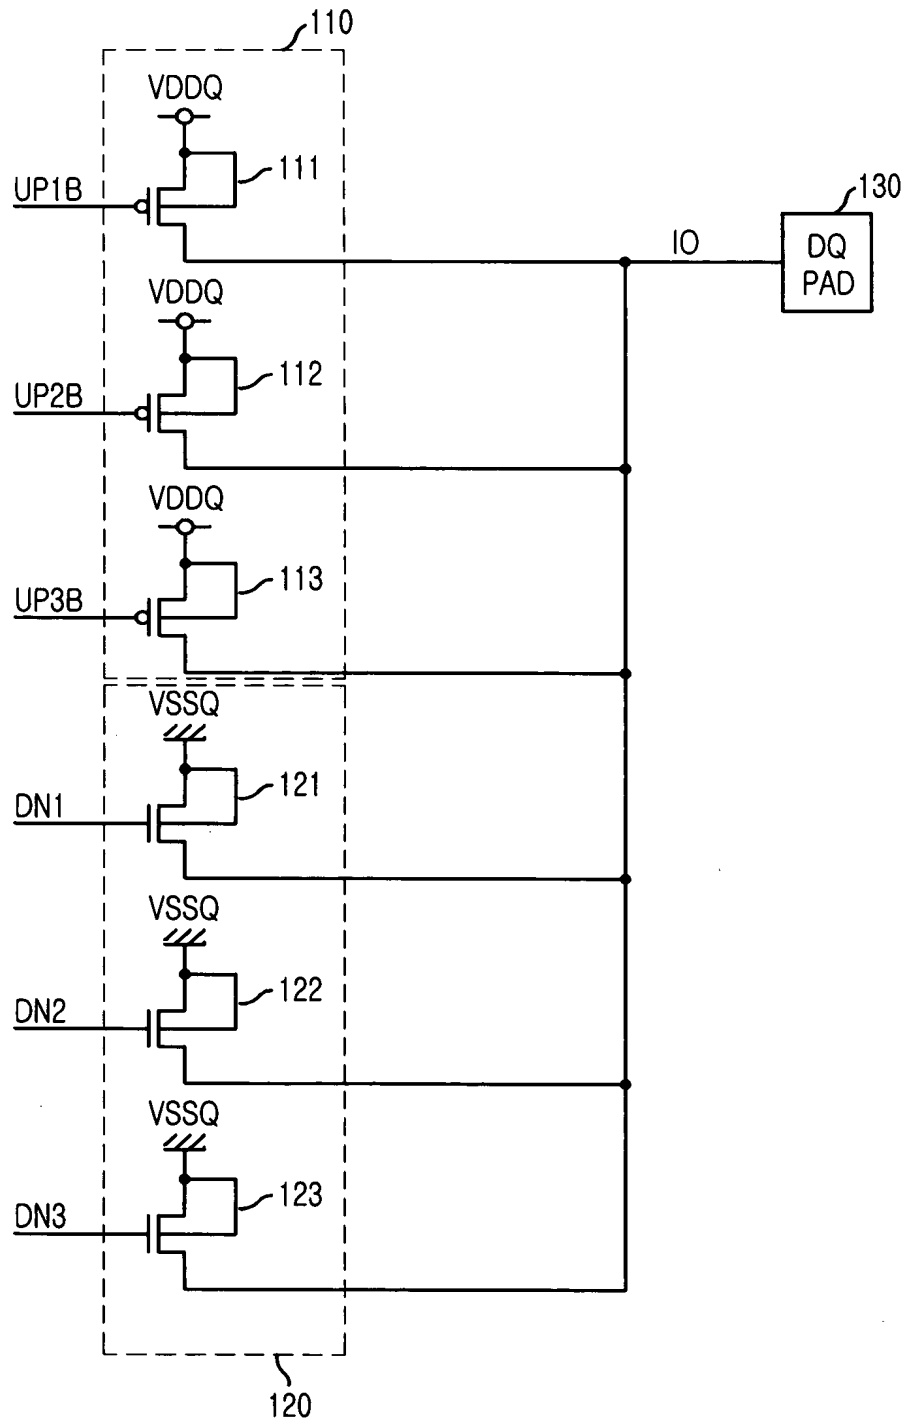 110
VDDQ
111
UP1B
130
IO
DQ
PAD
VDDQ
112
UP2B
VDDQ
113
UP3B
VSSQ
121
DN1
VSSQ
122
DN2
VSSQ
123
DN3
120